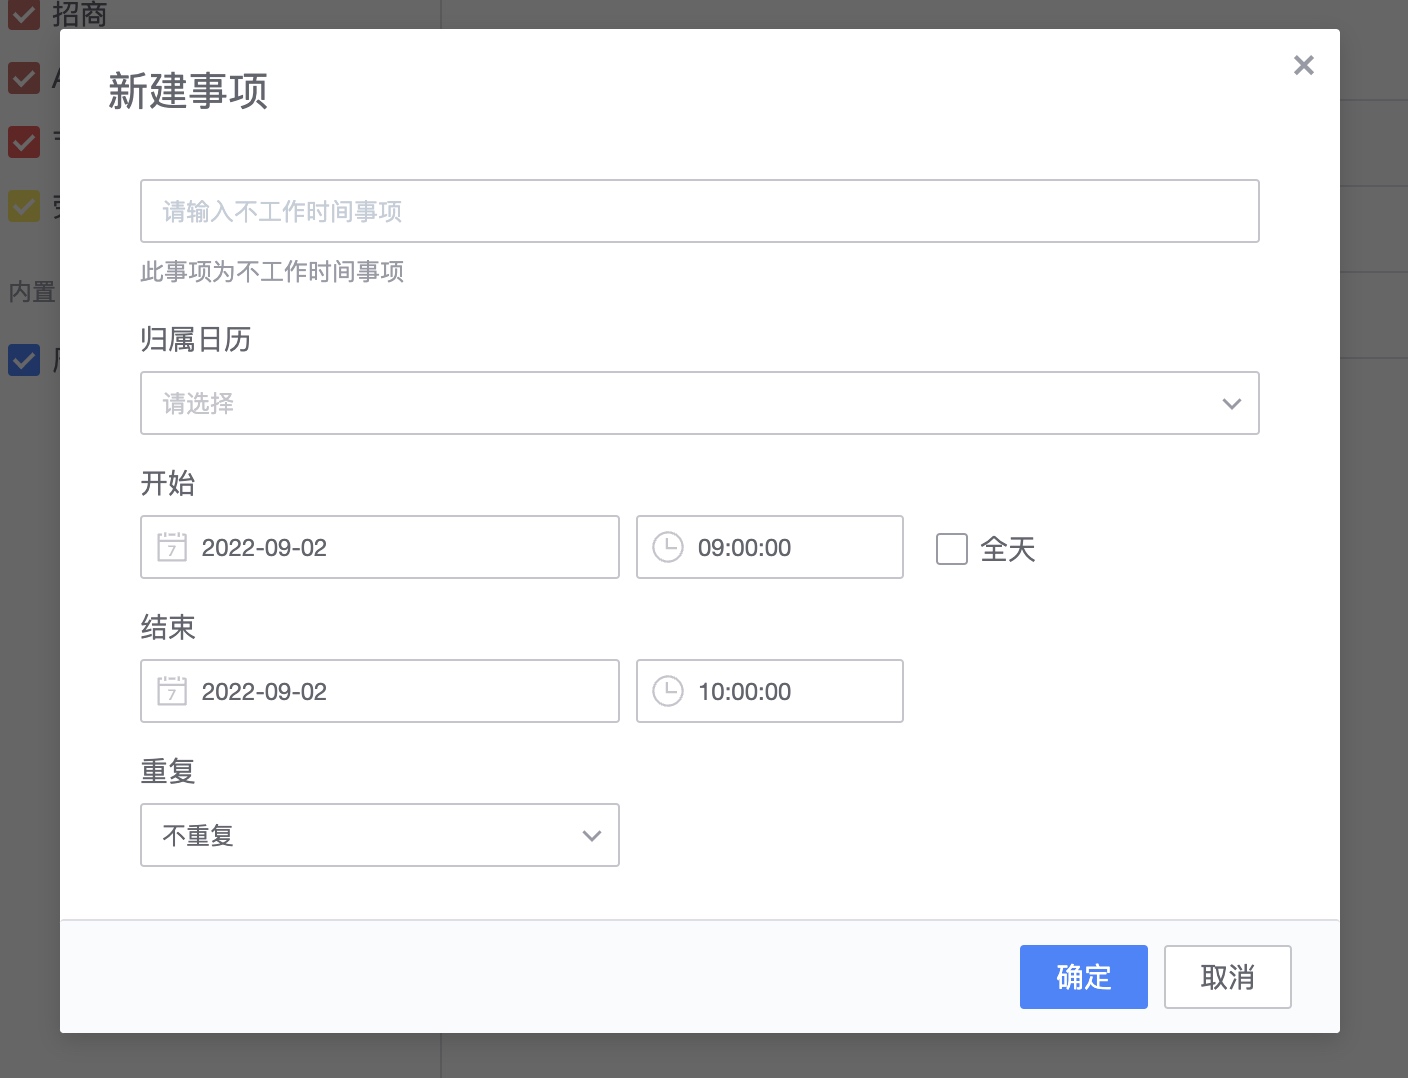 招商
新建事项
请输入不工作时间事项
此事项为不工作时间事项
内置
归属日历
请选择
开始
7 2022-09-02 09:00:00 全天
结束
7 2022-09-02 10:00:00
重复
不重复
确定 取消